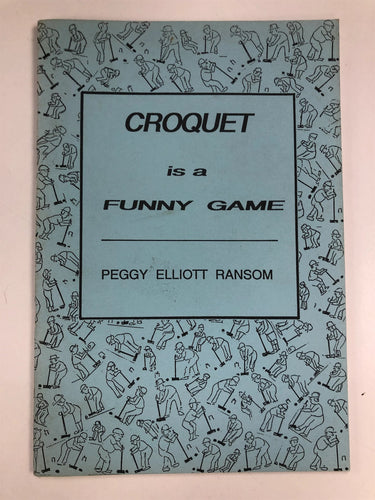 CROQUET
is a
FUNNY GAME
PEGGY ELLIOTT RANSOM